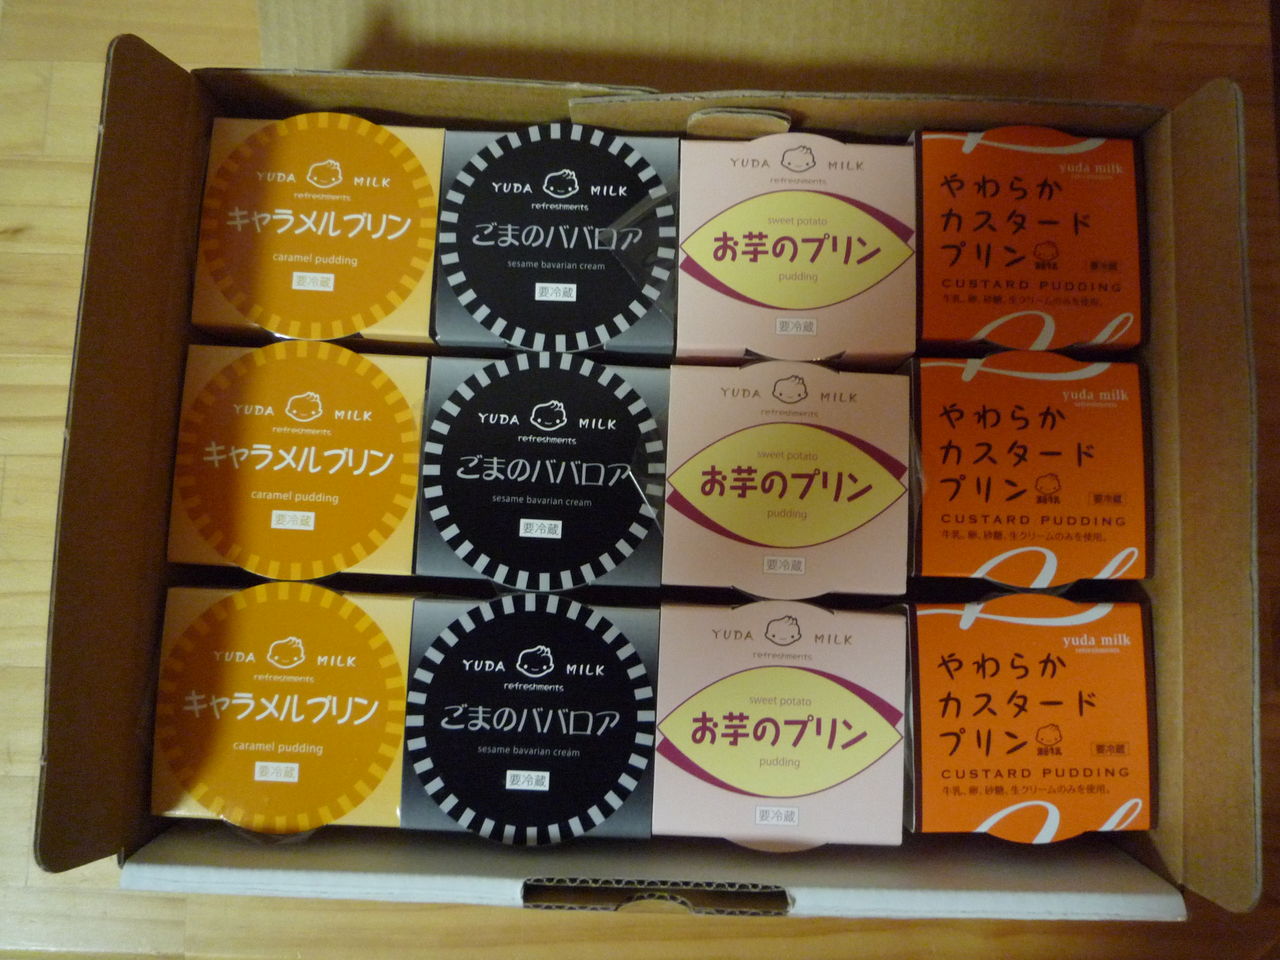 YUDA MILK
refreshments
キャラメルプリン
caramel pudding
要冷蔵
YUDA MILK
refreshments
ごまのババロア
sesame bavarian cream
要冷蔵
YUDA MILK
refreshments
sweet potato
お芋のプリン
pudding
要冷蔵
yuda milk
refreshments
やわらか
カスタード
プリン
要冷蔵
CUSTARD PUDDING
牛乳、卵、砂糖、生クリームのみを使用。
YUDA MILK
refreshments
キャラメルプリン
caramel pudding
要冷蔵
YUDA MILK
refreshments
ごまのババロア
sesame bavarian cream
要冷蔵
YUDA MILK
refreshments
sweet potato
お芋のプリン
pudding
要冷蔵
yuda milk
refreshments
やわらか
カスタード
プリン
要冷蔵
CUSTARD PUDDING
牛乳、卵、砂糖、生クリームのみを使用。
YUDA MILK
refreshments
キャラメルプリン
caramel pudding
要冷蔵
YUDA MILK
refreshments
ごまのババロア
sesame bavarian cream
要冷蔵
YUDA MILK
refreshments
sweet potato
お芋のプリン
pudding
要冷蔵
yuda milk
refreshments
やわらか
カスタード
プリン
要冷蔵
CUSTARD PUDDING
牛乳、卵、砂糖、生クリームのみを使用。